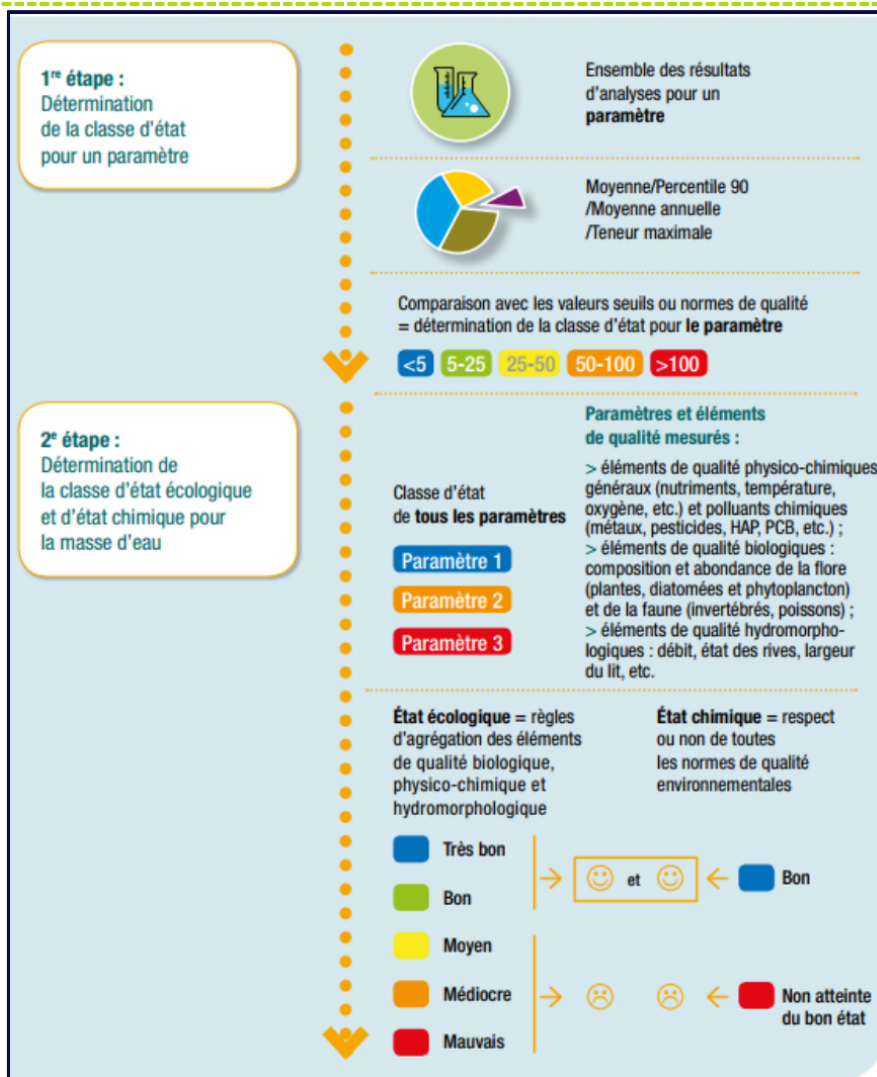 1re étape :
Détermination
de la classe d'état
pour un paramètre
Ensemble des résultats
d'analyses pour un
paramètre
Moyenne/Percentile 90
/Moyenne annuelle
/Teneur maximale
Comparaison avec les valeurs seuils ou normes de qualité
= détermination de la classe d'état pour le paramètre
<5 5-25 25-50 50-100 >100
2e étape :
Détermination de
la classe d'état écologique
et d'état chimique pour
la masse d'eau
Classe d'état
de tous les paramètres
Paramètre 1
Paramètre 2
Paramètre 3
Paramètres et éléments
de qualité mesurés :
> éléments de qualité physico-chimiques
généraux (nutriments, température,
oxygène, etc.) et polluants chimiques
(métaux, pesticides, HAP, PCB, etc.) ;
> éléments de qualité biologiques :
composition et abondance de la flore
(plantes, diatomées et phytoplancton)
et de la faune (invertébrés, poissons) ;
> éléments de qualité hydromorpho-
logiques : débit, état des rives, largeur
du lit, etc.
État écologique = règles
d'agrégation des éléments
de qualité biologique,
physico-chimique et
hydromorphologique
État chimique = respect
ou non de toutes
les normes de qualité
environnementales
Très bon
Bon
Moyen
Médiocre
Mauvais
et
Bon
Non atteinte
du bon état